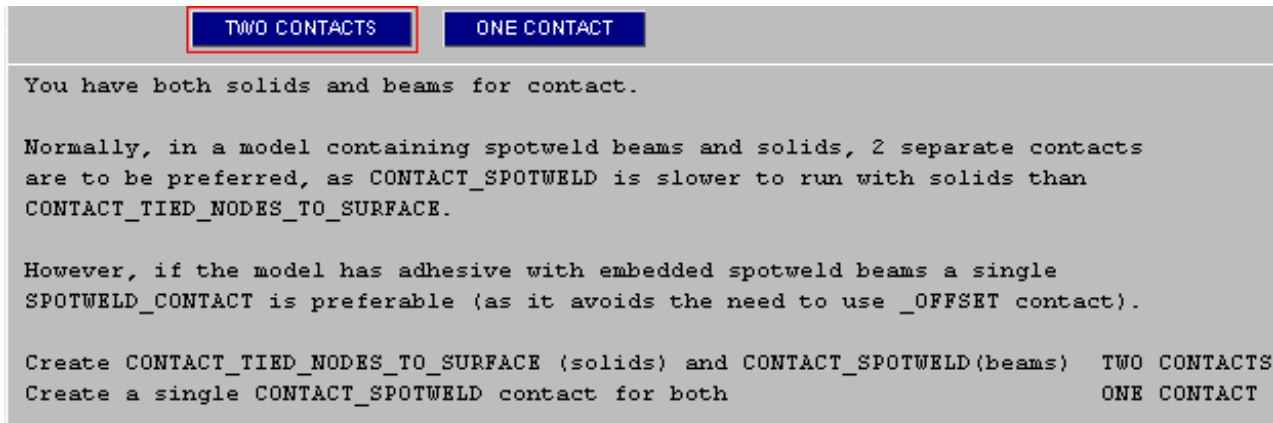 TWO CONTACTS ONE CONTACT
You have both solids and beams for contact.
Normally, in a model containing spotweld beams and solids, 2 separate contacts
are to be preferred, as CONTACT_SPOTWELD is slower to run with solids than
CONTACT_TIED_NODES_TO_SURFACE.
However, if the model has adhesive with embedded spotweld beams a single
SPOTWELD_CONTACT is preferable (as it avoids the need to use _OFFSET contact).
Create CONTACT_TIED_NODES_TO_SURFACE (solids) and CONTACT_SPOTWELD(beams) TWO CONTACTS
Create a single CONTACT_SPOTWELD contact for both ONE CONTACT